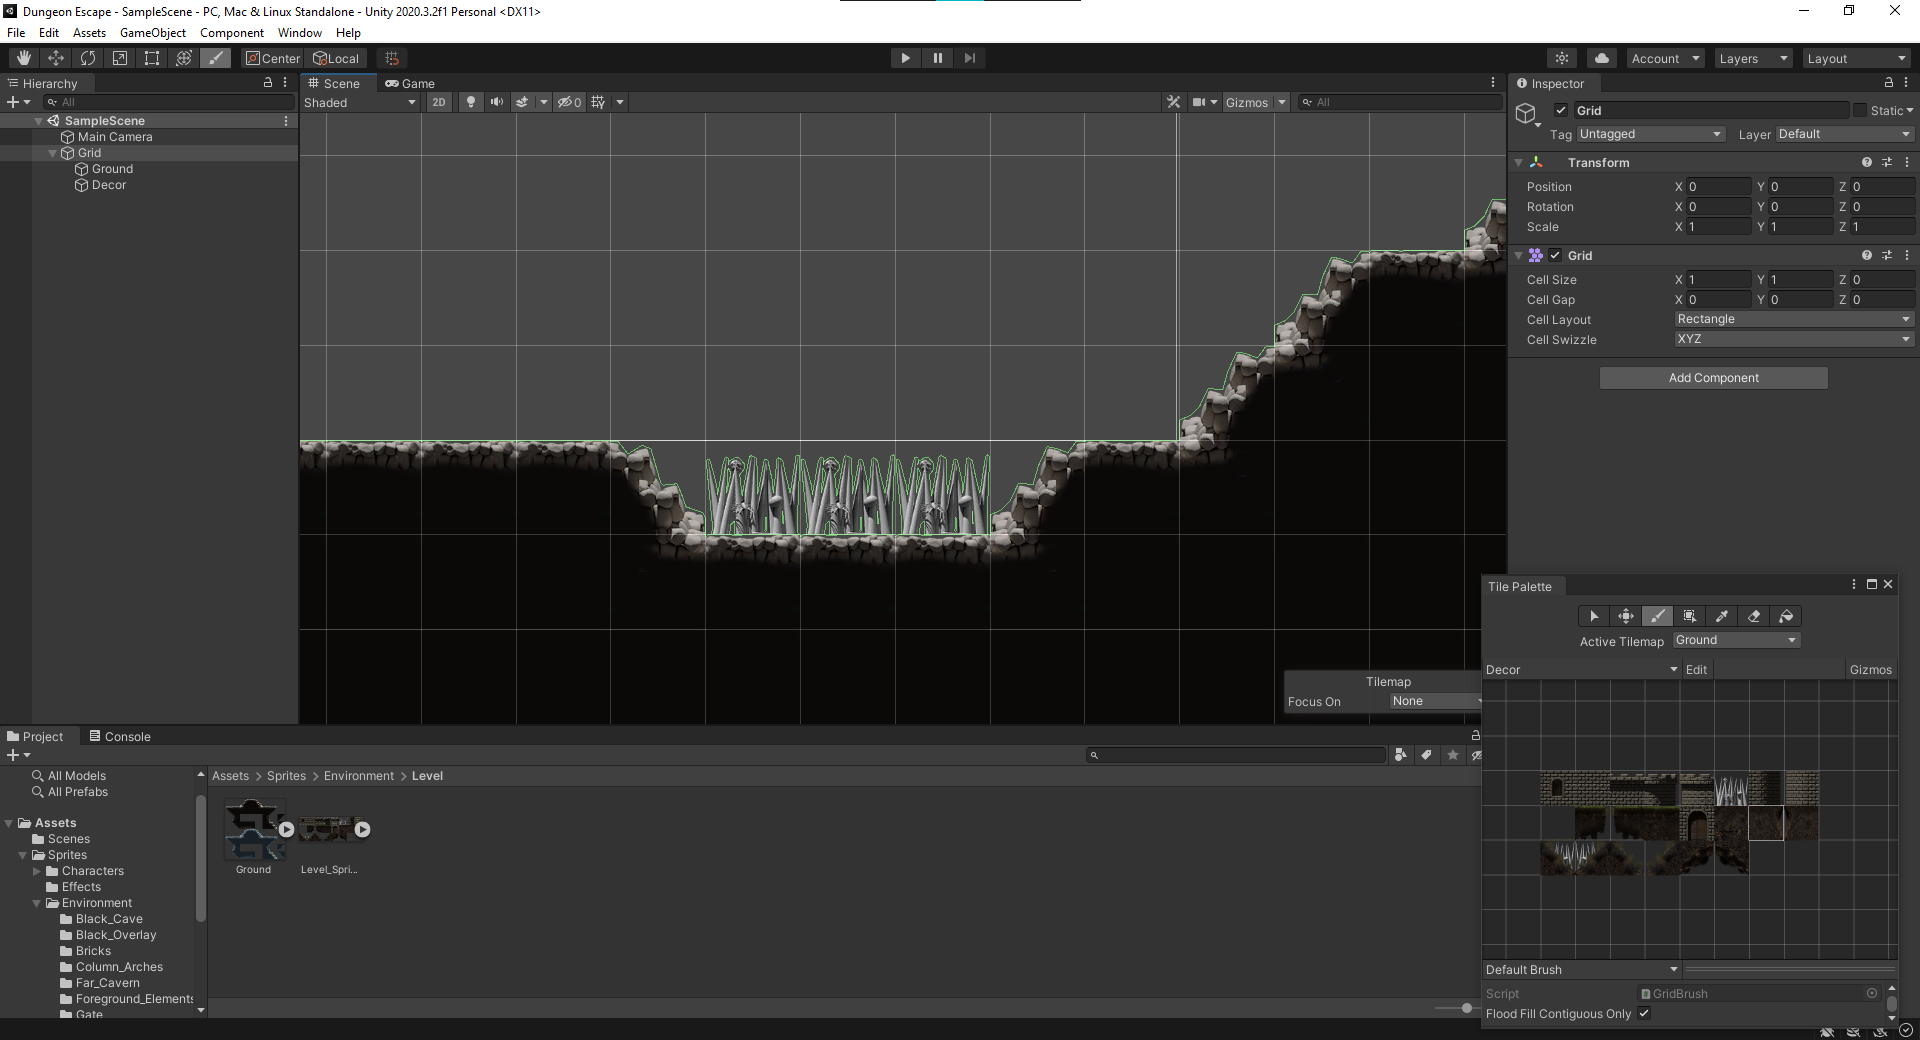 Dungeon Escape - SampleScene - PC, Mac & Linux Standalone - Unity 2020.3.2f1 Personal <DX11>
File Edit Assets GameObject Component Window Help
Center Local Account Layers Layout
Hierarchy
All
SampleScene
Main Camera
Grid
Ground
Decor
Scene Game
Shaded 2D 0 Gizmos All
Tilemap
Focus On None
Inspector
Grid Static
Tag Untagged Layer Default
Transform
Position X 0 Y 0 Z 0
Rotation X 0 Y 0 Z 0
Scale X 1 Y 1 Z 1
Grid
Cell Size X 1 Y 1 Z 0
Cell Gap X 0 Y 0 Z 0
Cell Layout Rectangle
Cell Swizzle XYZ
Add Component
Tile Palette
Active Tilemap Ground
Decor Edit Gizmos
Default Brush
Script GridBrush
Flood Fill Contiguous Only
Project Console
All Models
All Prefabs
Assets
Scenes
Sprites
Characters
Effects
Environment
Black_Cave
Black_Overlay
Bricks
Column_Arches
Far_Cavern
Foreground_Elements
Gate
Assets > Sprites > Environment > Level
Ground
Level_Spri...